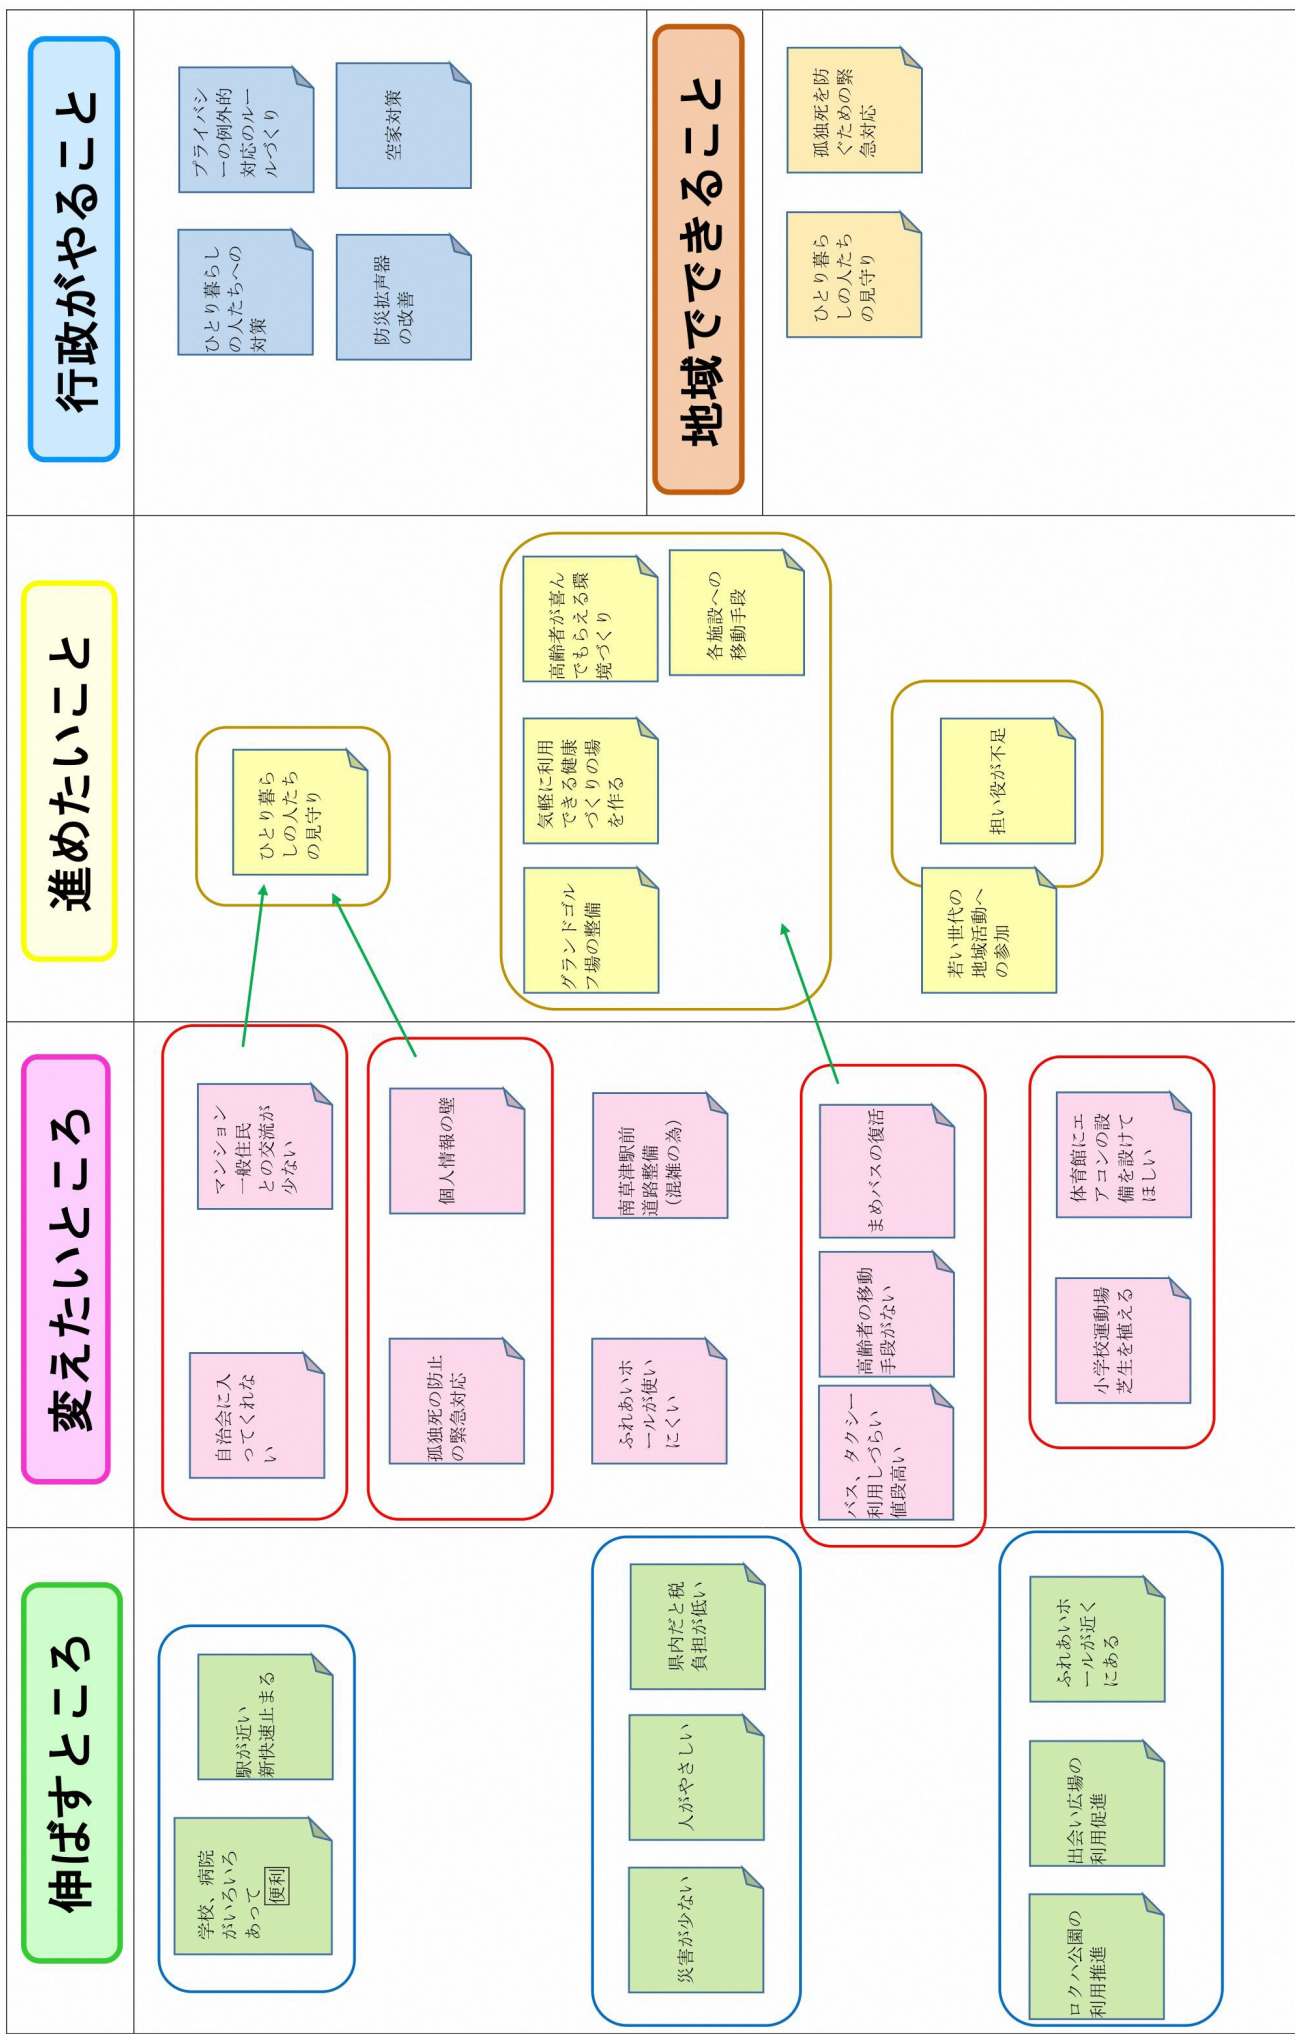 伸ばすところ
学校、病院
がいろいろ
あって
便利
駅が近い
新快速止まる
災害が少ない
人がやさしい
県内だと税
負担が低い
ロクハ公園の
利用推進
出会い広場の
利用促進
ふれあいホ
ールが近く
にある
変えたいところ
自治会に入
ってくれな
い
マンション
一般住民
との交流が
少ない
孤独死の防止
の緊急対応
個人情報の壁
ふれあいホ
ールが使い
にくい
南草津駅前
道路整備
(混雑の為)
バス、タクシー
利用しづらい
値段高い
高齢者の移動
手段がない
まめバスの復活
小学校運動場
芝生を植える
体育館にエ
アコンの設
備を設けて
ほしい
進めたいこと
ひとり暮ら
しの人たち
の見守り
グランドゴル
フ場の整備
気軽に利用
できる健康
づくりの場
を作る
高齢者が喜ん
でもらえる環
境づくり
各施設への
移動手段
若い世代の
地域活動へ
の参加
担い役が不足
行政がやること
ひとり暮らし
の人たちへの
対策
プライバシ
ーの例外的
対応のルー
ルづくり
防災拡声器
の改善
空家対策
地域でできること
ひとり暮ら
しの人たち
の見守り
孤独死を防
ぐための緊
急対応